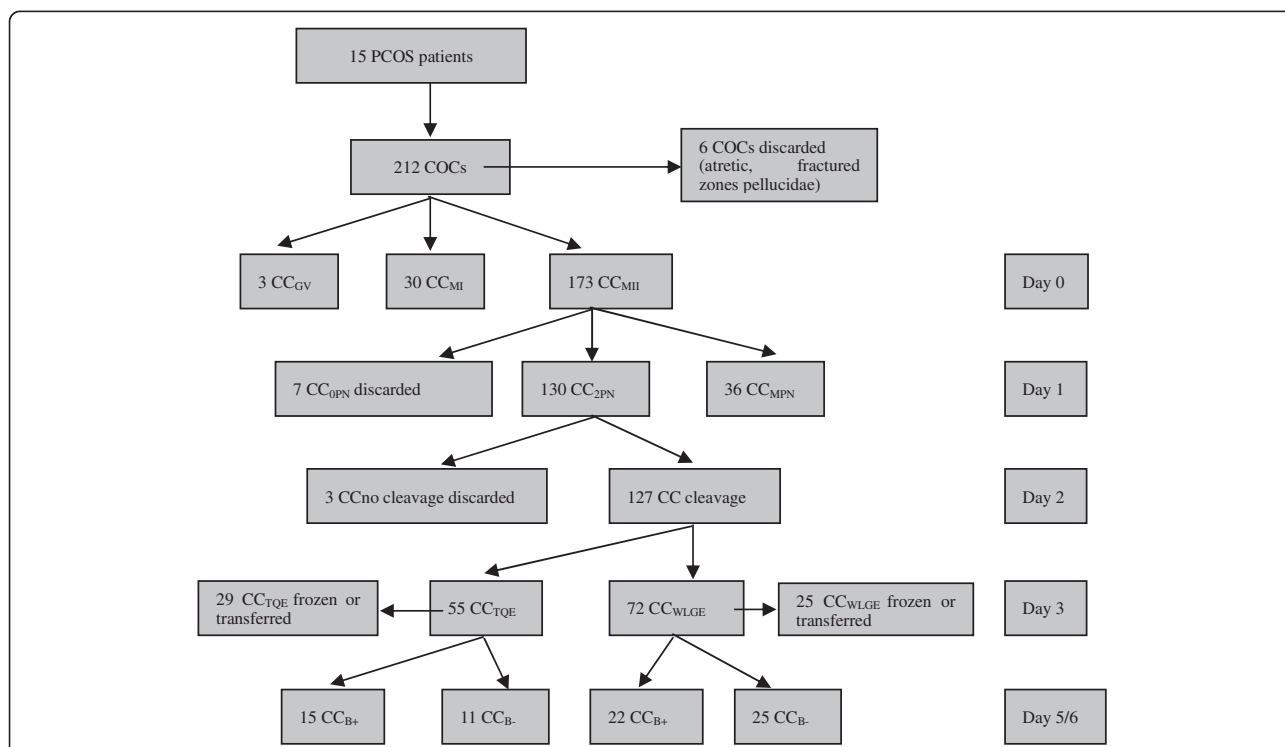 15 PCOS patients
212 COCs
6 COCs discarded
(atretic, fractured
zones pellucidae)
3 CCGV
30 CCMI
173 CCMII
Day 0
7 CC0PN discarded
130 CC2PN
36 CCMPN
Day 1
3 CCno cleavage discarded
127 CC cleavage
Day 2
29 CCTQE frozen or
transferred
55 CCTQE
72 CCWLGE
25 CCWLGE frozen or
transferred
Day 3
15 CCB+
11 CCB-
22 CCB+
25 CCB-
Day 5/6